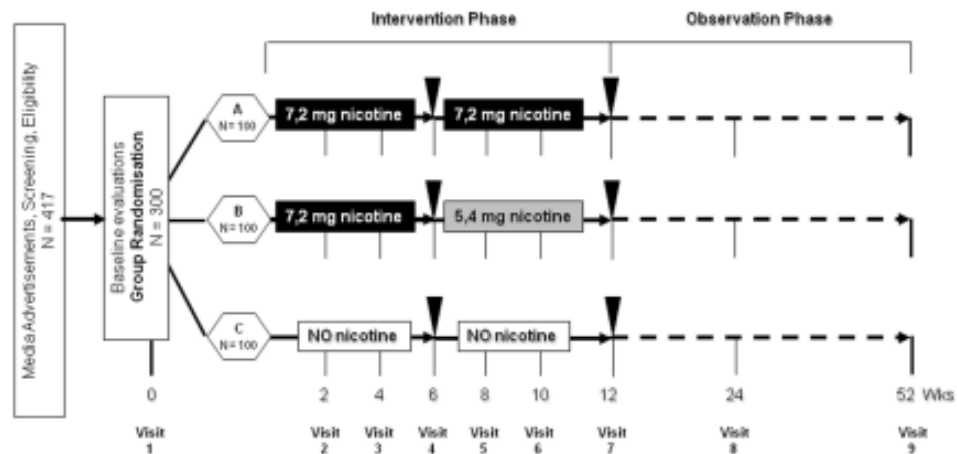 Intervention Phase
Observation Phase
Media Advertisements, Screening, Eligibility
N = 417
Baseline evaluations
Group Randomisation
N = 300
A
N= 100
7,2 mg nicotine
7,2 mg nicotine
B
N= 100
7,2 mg nicotine
5,4 mg nicotine
C
N= 100
NO nicotine
NO nicotine
0 2 4 6 8 10 12 24 52 Wks
Visit Visit Visit Visit Visit Visit Visit Visit Visit
1 2 3 4 5 6 7 8 9